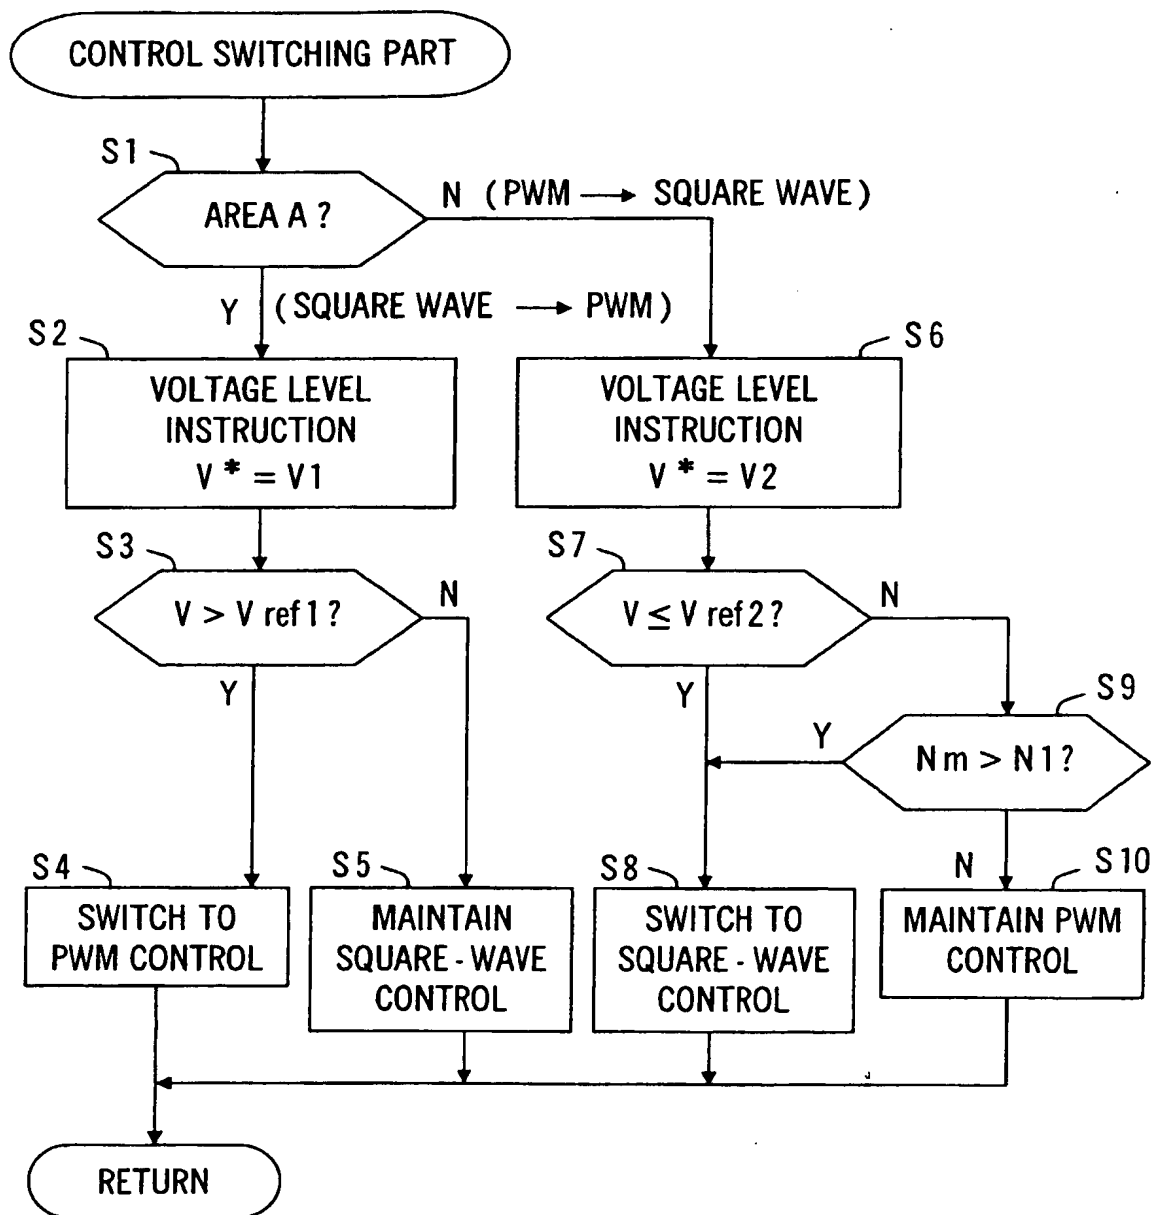 CONTROL SWITCHING PART
S1
AREA A ?
N (PWM → SQUARE WAVE)
Y (SQUARE WAVE → PWM)
S2
VOLTAGE LEVEL
INSTRUCTION
V * = V1
S6
VOLTAGE LEVEL
INSTRUCTION
V * = V2
S3
V > V ref1?
N
Y
S7
V ≤ V ref2?
N
Y
S9
Nm > N1?
Y
N
S4
SWITCH TO
PWM CONTROL
S5
MAINTAIN
SQUARE - WAVE
CONTROL
S8
SWITCH TO
SQUARE - WAVE
CONTROL
S10
MAINTAIN PWM
CONTROL
RETURN